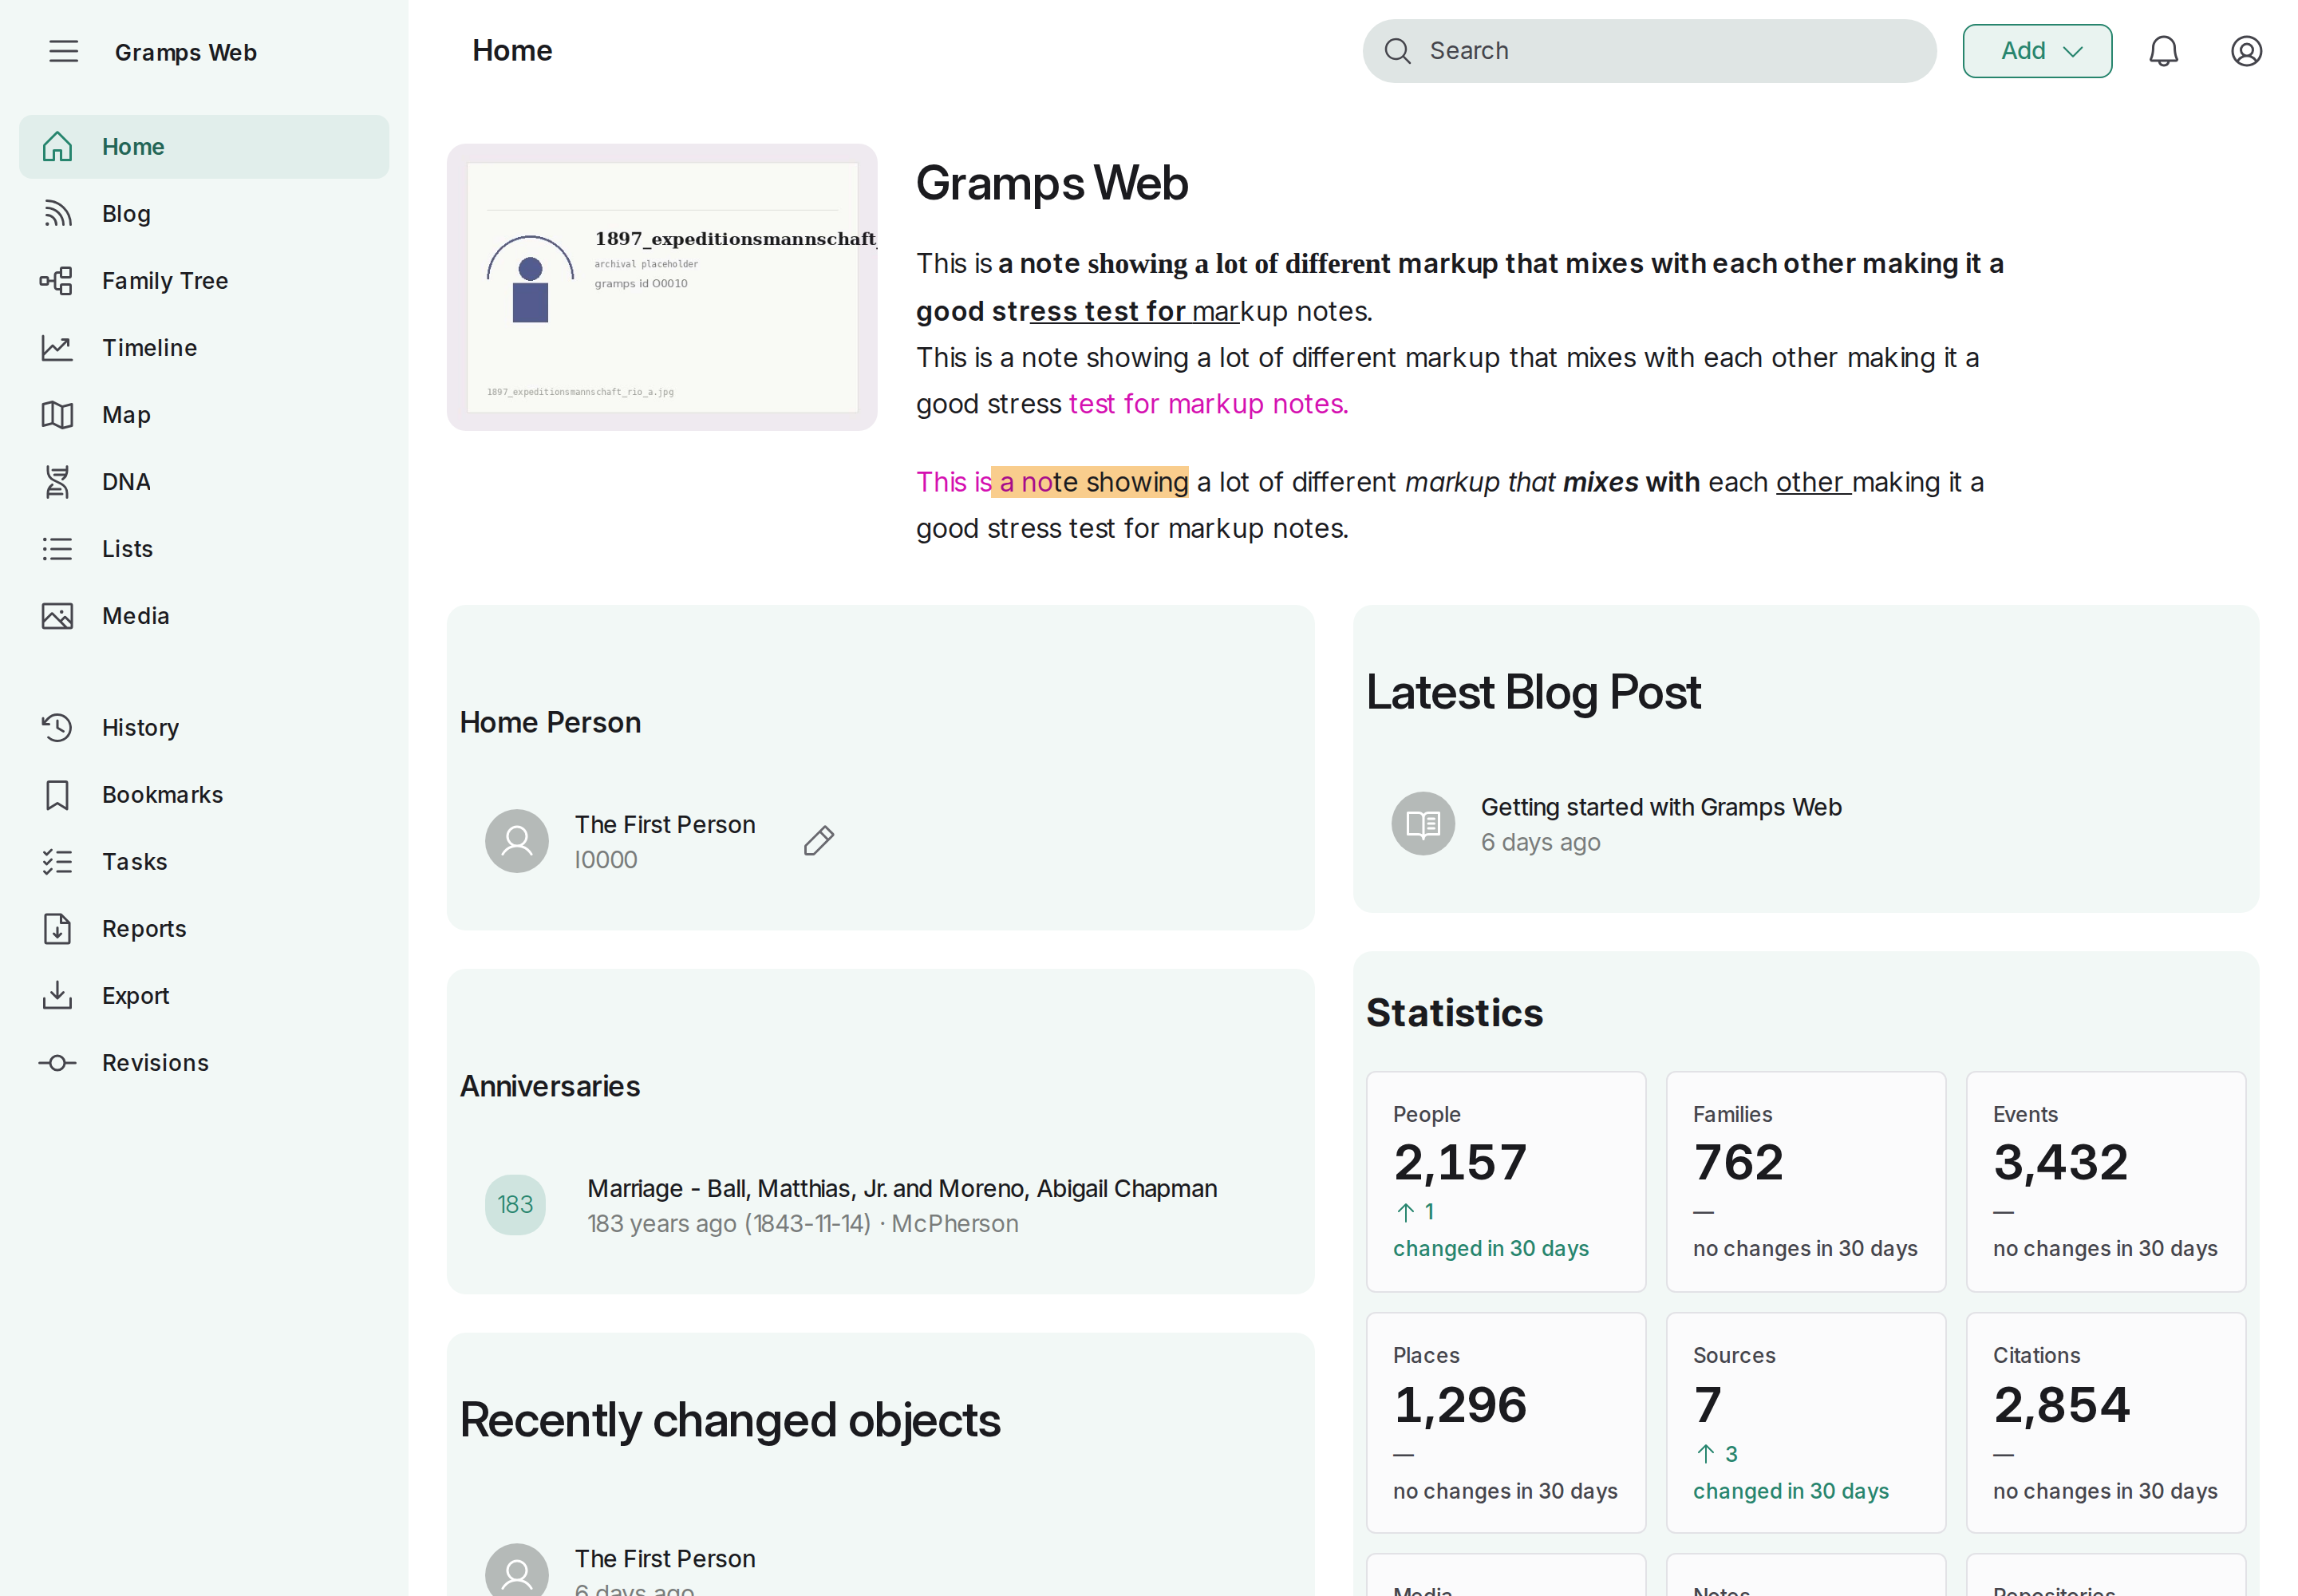 Gramps Web
Home
Blog
Family Tree
Timeline
Map
DNA
Lists
Media
History
Bookmarks
Tasks
Reports
Export
Revisions
Home
Search
Add
1897_expeditionsmannschaft_
archival placeholder
gramps id O0010
1897_expeditionsmannschaft_rio_a.jpg
Gramps Web
This is a note showing a lot of different markup that mixes with each other making it a
good stress test for markup notes.
This is a note showing a lot of different markup that mixes with each other making it a
good stress test for markup notes.
This is a note showing a lot of different markup that mixes with each other making it a
good stress test for markup notes.
Home Person
The First Person
I0000
Anniversaries
183
Marriage - Ball, Matthias, Jr. and Moreno, Abigail Chapman
183 years ago (1843-11-14) · McPherson
Recently changed objects
The First Person
6 days ago
Latest Blog Post
Getting started with Gramps Web
6 days ago
Statistics
People
2,157
1
changed in 30 days
Families
762
—
no changes in 30 days
Events
3,432
—
no changes in 30 days
Places
1,296
—
no changes in 30 days
Sources
7
3
changed in 30 days
Citations
2,854
—
no changes in 30 days
Media
Notes
Repositories